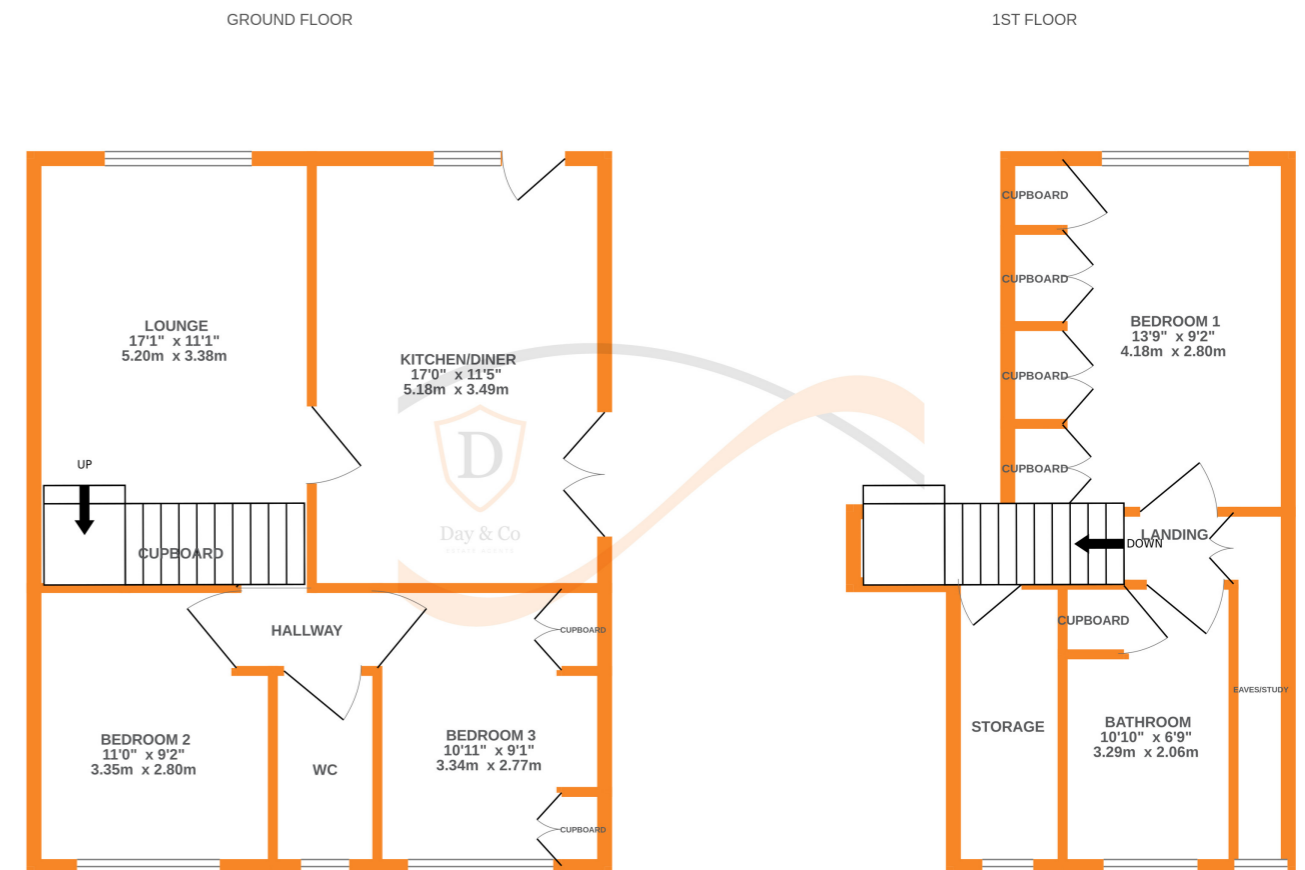 GROUND FLOOR
1ST FLOOR
LOUNGE
17'1" x 11'1"
5.20m x 3.38m
KITCHEN/DINER
17'0" x 11'5"
5.18m x 3.49m
UP
CUPBOARD
D
Day & Co
ESTATE AGENTS
HALLWAY
CUPBOARD
BEDROOM 2
11'0" x 9'2"
3.35m x 2.80m
WC
BEDROOM 3
10'11" x 9'1"
3.34m x 2.77m
CUPBOARD
CUPBOARD
CUPBOARD
CUPBOARD
CUPBOARD
BEDROOM 1
13'9" x 9'2"
4.18m x 2.80m
LANDING
DOWN
CUPBOARD
EAVES/STUDY
STORAGE
BATHROOM
10'10" x 6'9"
3.29m x 2.06m